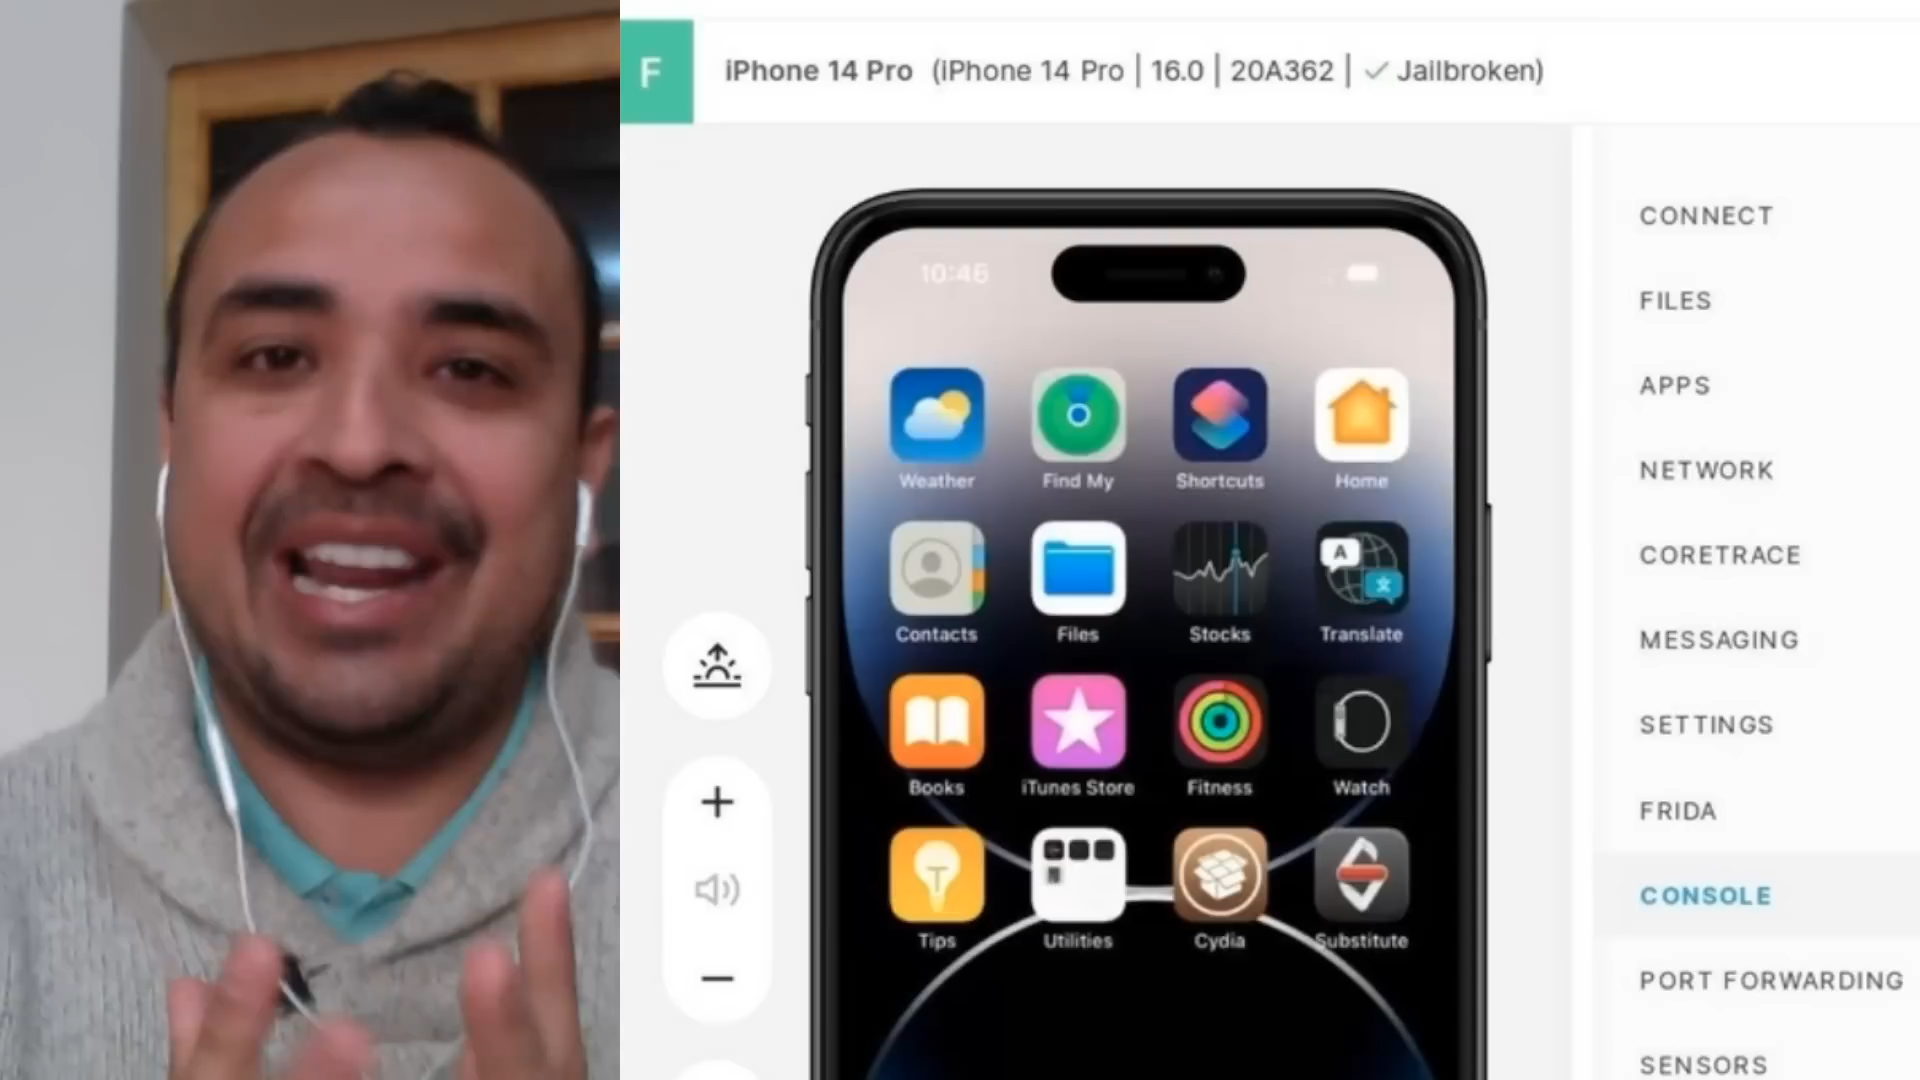 F
iPhone 14 Pro (iPhone 14 Pro | 16.0 | 20A362 | ✓ Jailbroken)
10:46
Weather Find My Shortcuts Home
Contacts Files Stocks Translate
A 文
Books iTunes Store Fitness Watch
T
Tips Utilities Cydia Substitute
CONNECT
FILES
APPS
NETWORK
CORETRACE
MESSAGING
SETTINGS
FRIDA
CONSOLE
PORT FORWARDING
SENSORS